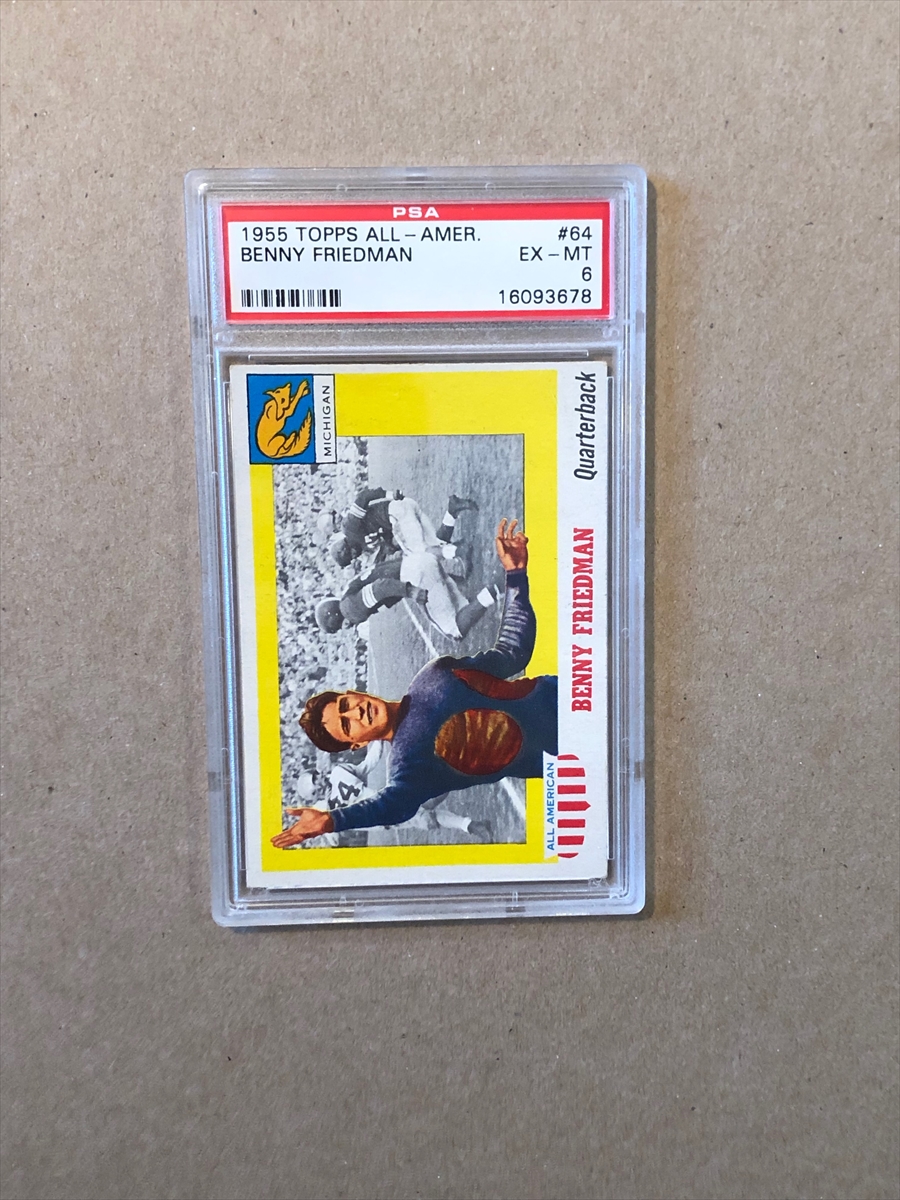 PSA
1955 TOPPS ALL-AMER. #64
BENNY FRIEDMAN EX-MT
6
16093678
MICHIGAN
Quarterback
BENNY FRIEDMAN
ALL AMERICAN